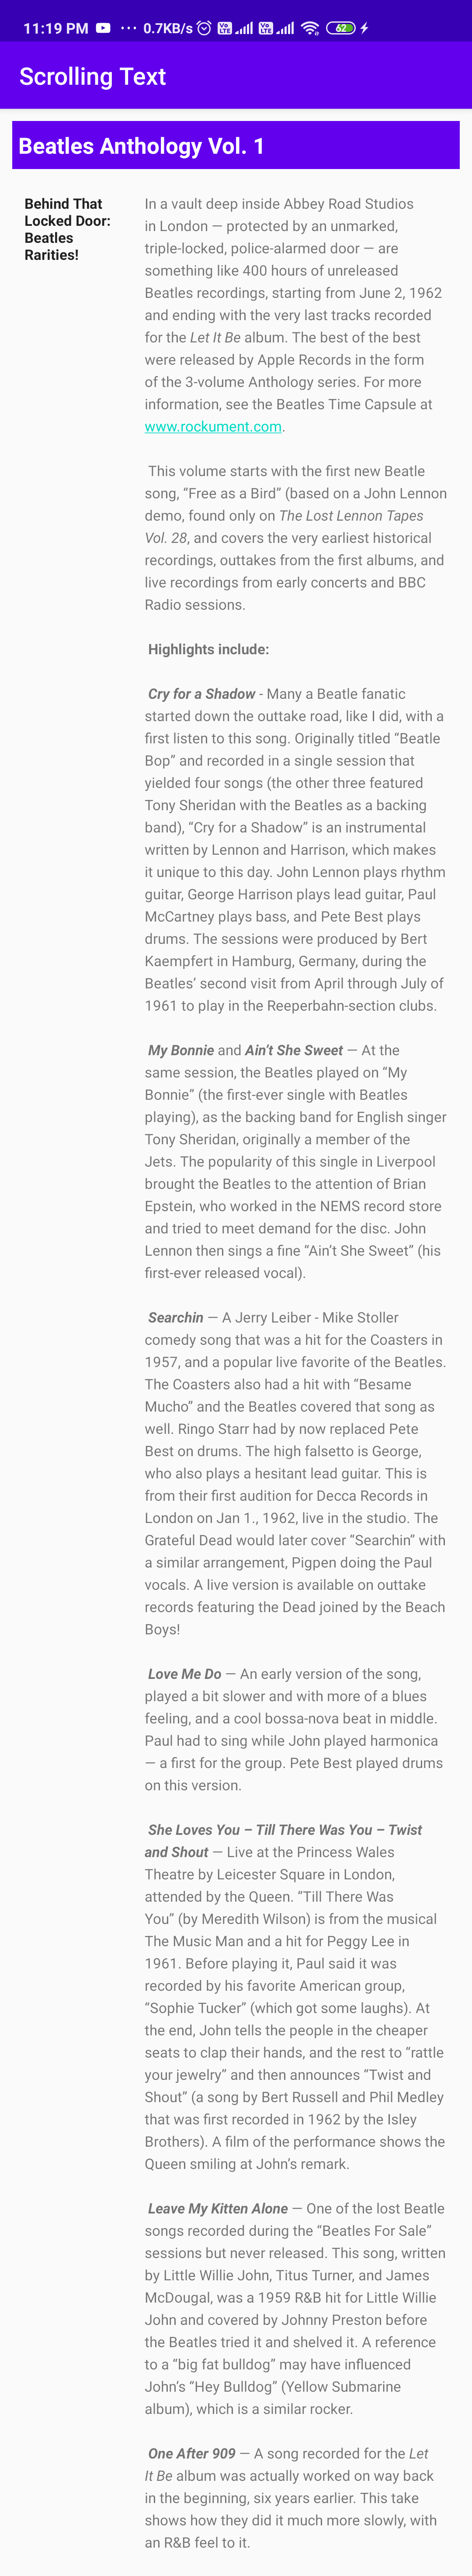 11:19 PM ... 0.7KB/s Vo LTE Vo LTE 62
Scrolling Text
Beatles Anthology Vol. 1
Behind That
Locked Door:
Beatles
Rarities!
In a vault deep inside Abbey Road Studios
in London — protected by an unmarked,
triple-locked, police-alarmed door — are
something like 400 hours of unreleased
Beatles recordings, starting from June 2, 1962
and ending with the very last tracks recorded
for the Let It Be album. The best of the best
were released by Apple Records in the form
of the 3-volume Anthology series. For more
information, see the Beatles Time Capsule at
www.rockument.com.
This volume starts with the first new Beatle
song, “Free as a Bird” (based on a John Lennon
demo, found only on The Lost Lennon Tapes
Vol. 28, and covers the very earliest historical
recordings, outtakes from the first albums, and
live recordings from early concerts and BBC
Radio sessions.
Highlights include:
Cry for a Shadow - Many a Beatle fanatic
started down the outtake road, like I did, with a
first listen to this song. Originally titled “Beatle
Bop” and recorded in a single session that
yielded four songs (the other three featured
Tony Sheridan with the Beatles as a backing
band), “Cry for a Shadow” is an instrumental
written by Lennon and Harrison, which makes
it unique to this day. John Lennon plays rhythm
guitar, George Harrison plays lead guitar, Paul
McCartney plays bass, and Pete Best plays
drums. The sessions were produced by Bert
Kaempfert in Hamburg, Germany, during the
Beatles’ second visit from April through July of
1961 to play in the Reeperbahn-section clubs.
My Bonnie and Ain’t She Sweet — At the
same session, the Beatles played on “My
Bonnie” (the first-ever single with Beatles
playing), as the backing band for English singer
Tony Sheridan, originally a member of the
Jets. The popularity of this single in Liverpool
brought the Beatles to the attention of Brian
Epstein, who worked in the NEMS record store
and tried to meet demand for the disc. John
Lennon then sings a fine “Ain’t She Sweet” (his
first-ever released vocal).
Searchin — A Jerry Leiber - Mike Stoller
comedy song that was a hit for the Coasters in
1957, and a popular live favorite of the Beatles.
The Coasters also had a hit with “Besame
Mucho” and the Beatles covered that song as
well. Ringo Starr had by now replaced Pete
Best on drums. The high falsetto is George,
who also plays a hesitant lead guitar. This is
from their first audition for Decca Records in
London on Jan 1., 1962, live in the studio. The
Grateful Dead would later cover “Searchin” with
a similar arrangement, Pigpen doing the Paul
vocals. A live version is available on outtake
records featuring the Dead joined by the Beach
Boys!
Love Me Do — An early version of the song,
played a bit slower and with more of a blues
feeling, and a cool bossa-nova beat in middle.
Paul had to sing while John played harmonica
— a first for the group. Pete Best played drums
on this version.
She Loves You – Till There Was You – Twist
and Shout — Live at the Princess Wales
Theatre by Leicester Square in London,
attended by the Queen. “Till There Was
You” (by Meredith Wilson) is from the musical
The Music Man and a hit for Peggy Lee in
1961. Before playing it, Paul said it was
recorded by his favorite American group,
“Sophie Tucker” (which got some laughs). At
the end, John tells the people in the cheaper
seats to clap their hands, and the rest to “rattle
your jewelry” and then announces “Twist and
Shout” (a song by Bert Russell and Phil Medley
that was first recorded in 1962 by the Isley
Brothers). A film of the performance shows the
Queen smiling at John’s remark.
Leave My Kitten Alone — One of the lost Beatle
songs recorded during the “Beatles For Sale”
sessions but never released. This song, written
by Little Willie John, Titus Turner, and James
McDougal, was a 1959 R&B hit for Little Willie
John and covered by Johnny Preston before
the Beatles tried it and shelved it. A reference
to a “big fat bulldog” may have influenced
John’s “Hey Bulldog” (Yellow Submarine
album), which is a similar rocker.
One After 909 — A song recorded for the Let
It Be album was actually worked on way back
in the beginning, six years earlier. This take
shows how they did it much more slowly, with
an R&B feel to it.